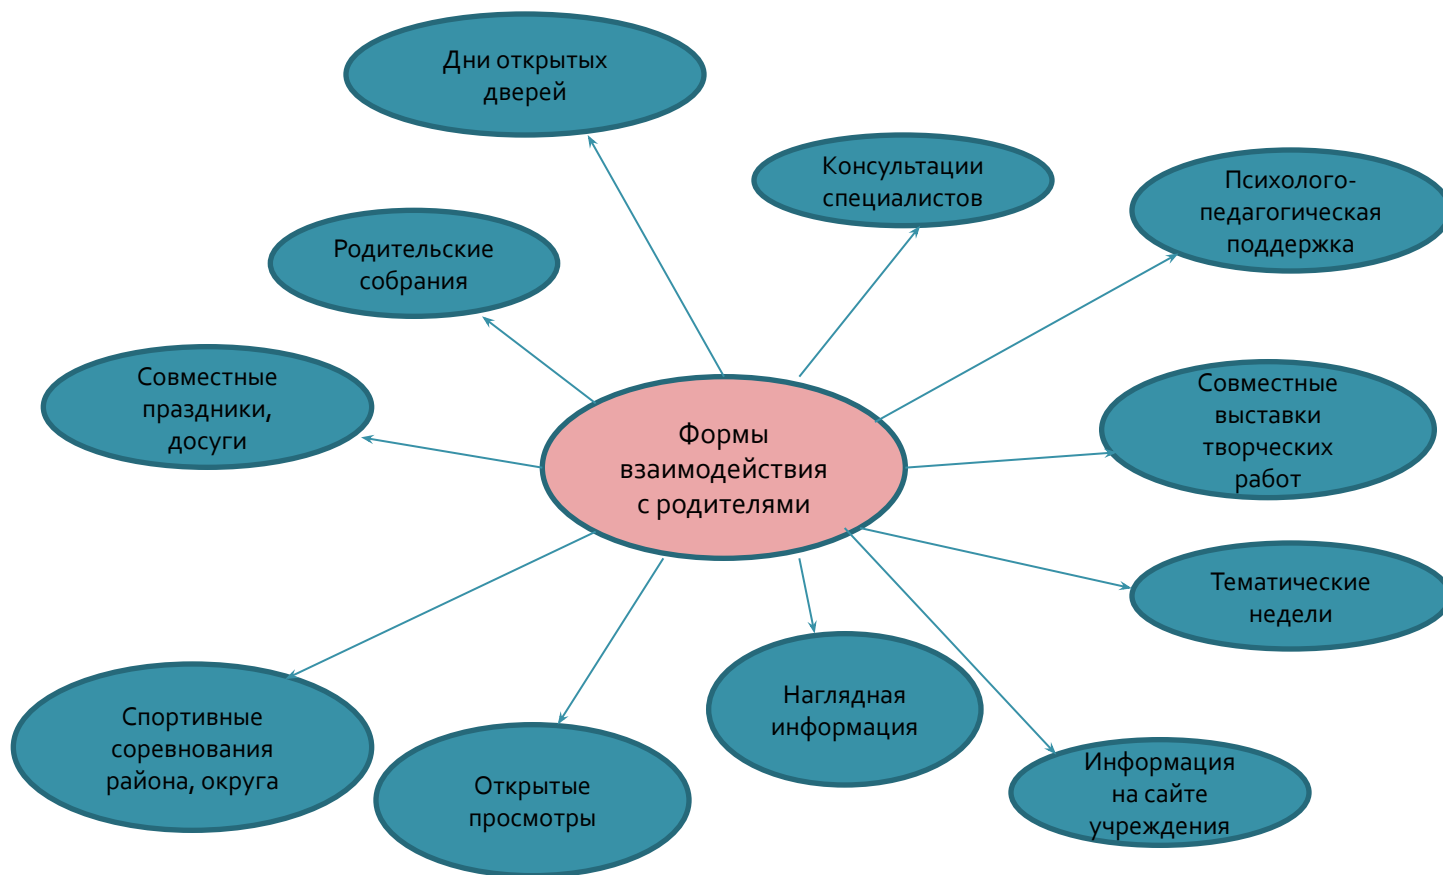 Дни открытых
дверей
Консультации
специалистов
Психолого-
педагогическая
поддержка
Родительские
собрания
Совместные
праздники,
досуги
Формы
взаимодействия
с родителями
Совместные
выставки
творческих
работ
Тематические
недели
Спортивные
соревнования
района, округа
Открытые
просмотры
Наглядная
информация
Информация
на сайте
учреждения